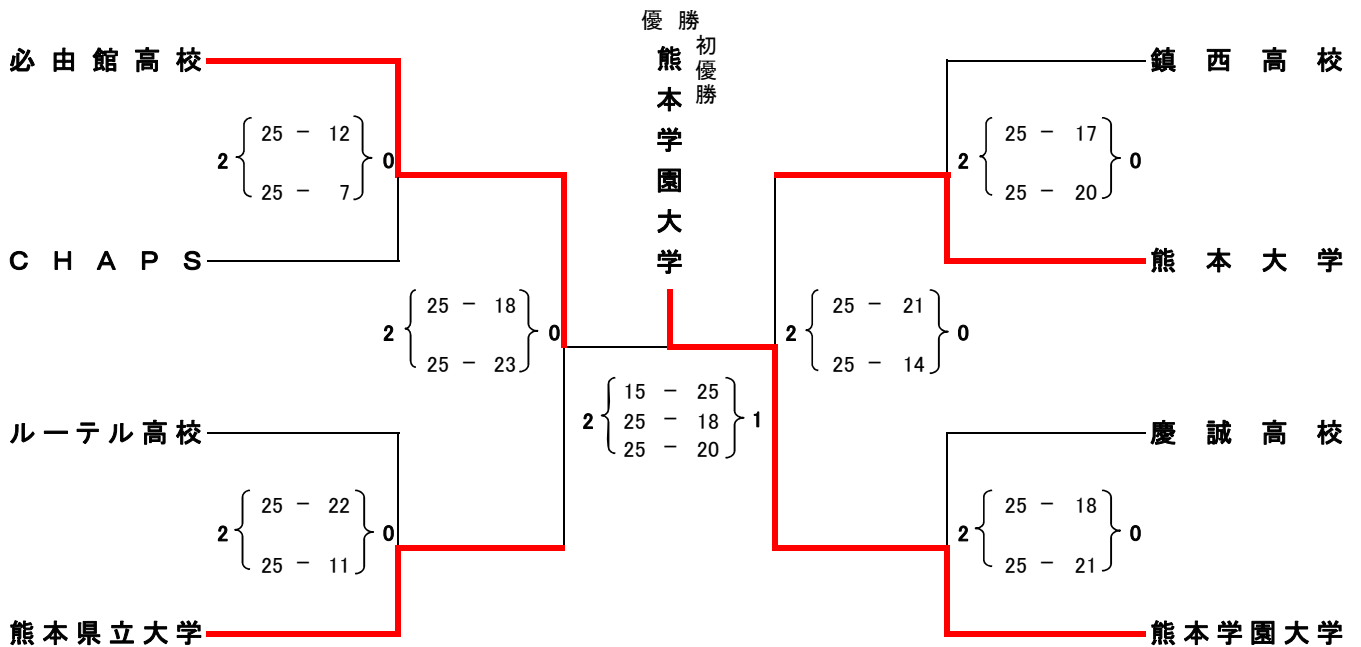 優勝
熊本学園大学
初優勝
必由館高校
2 { 25 − 12 } 0
25 − 7
CHAPS
2 { 25 − 18 } 0
25 − 23
ルーテル高校
2 { 25 − 22 } 0
25 − 11
熊本県立大学
2 { 15 − 25 } 1
25 − 18
25 − 20
鎮西高校
2 { 25 − 17 } 0
25 − 20
熊本大学
2 { 25 − 21 } 0
25 − 14
慶誠高校
2 { 25 − 18 } 0
25 − 21
熊本学園大学